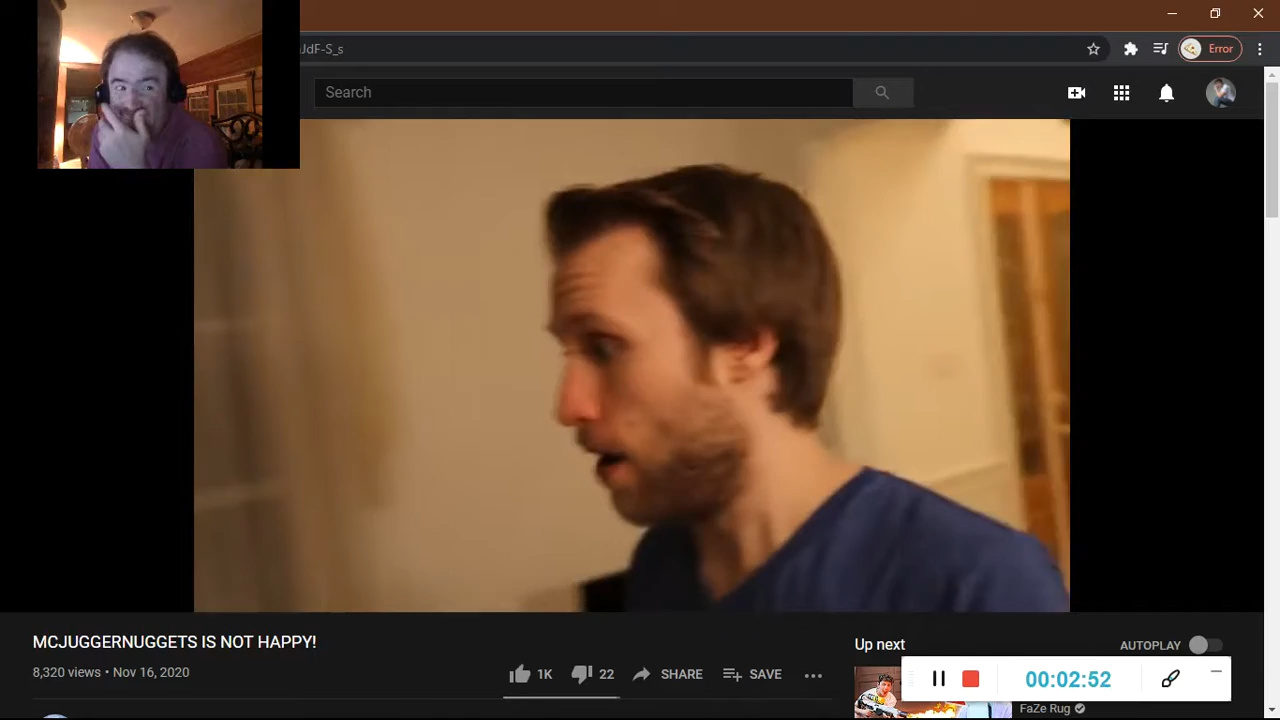 JdF-S_s
Error
Search
MCJUGGERNUGGETS IS NOT HAPPY!
8,320 views • Nov 16, 2020
1K
22
SHARE
SAVE
Up next
AUTOPLAY
00:02:52
FaZe Rug